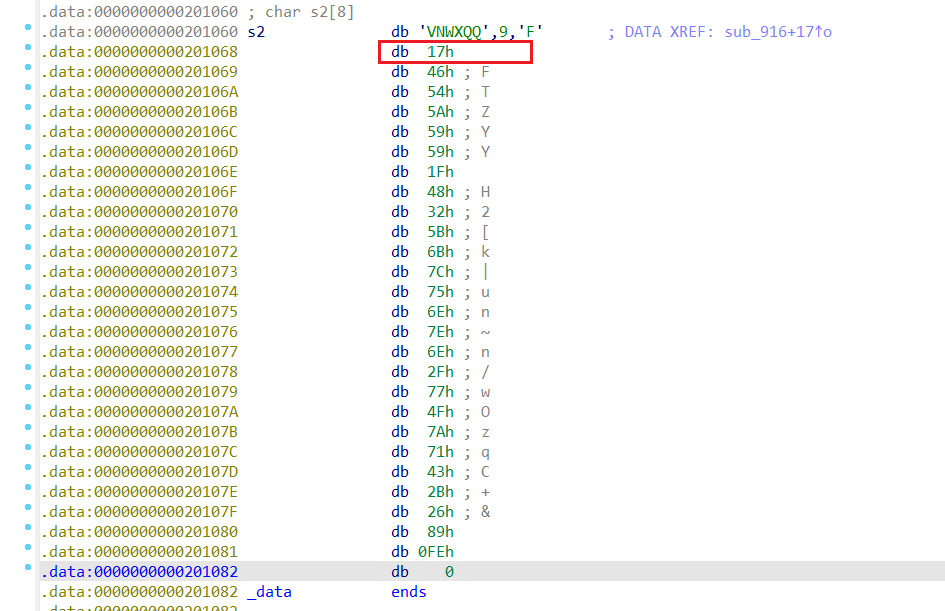 .data:0000000000201060 ; char s2[8]
.data:0000000000201060 s2 db 'VNWXQQ',9,'F' ; DATA XREF: sub_916+17↑o
.data:0000000000201068 db 17h
.data:0000000000201069 db 46h ; F
.data:000000000020106A db 54h ; T
.data:000000000020106B db 5Ah ; Z
.data:000000000020106C db 59h ; Y
.data:000000000020106D db 59h ; Y
.data:000000000020106E db 1Fh
.data:000000000020106F db 48h ; H
.data:0000000000201070 db 32h ; 2
.data:0000000000201071 db 5Bh ; [
.data:0000000000201072 db 6Bh ; k
.data:0000000000201073 db 7Ch ; |
.data:0000000000201074 db 75h ; u
.data:0000000000201075 db 6Eh ; n
.data:0000000000201076 db 7Eh ; ~
.data:0000000000201077 db 6Eh ; n
.data:0000000000201078 db 2Fh ; /
.data:0000000000201079 db 77h ; w
.data:000000000020107A db 4Fh ; O
.data:000000000020107B db 7Ah ; z
.data:000000000020107C db 71h ; q
.data:000000000020107D db 43h ; C
.data:000000000020107E db 2Bh ; +
.data:000000000020107F db 26h ; &
.data:0000000000201080 db 89h
.data:0000000000201081 db 0FEh
.data:0000000000201082 db 0
.data:0000000000201082 _data ends
.data:0000000000201082